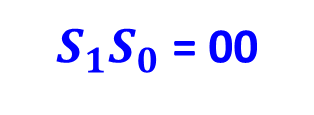 S₁S₀ = 00